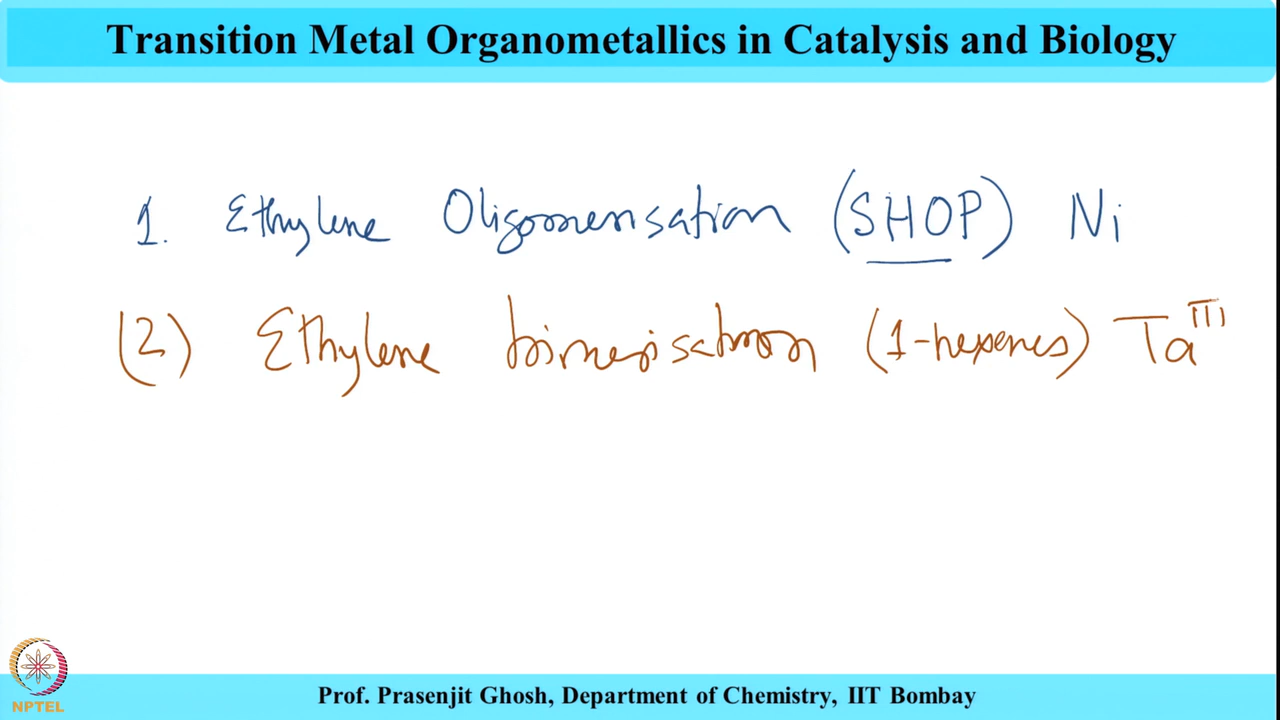 Transition Metal Organometallics in Catalysis and Biology
1. Ethylene Oligomerisation (SHOP) Ni
(2) Ethylene trimerisation (1-hexenes) Ta^III
NPTEL
Prof. Prasenjit Ghosh, Department of Chemistry, IIT Bombay